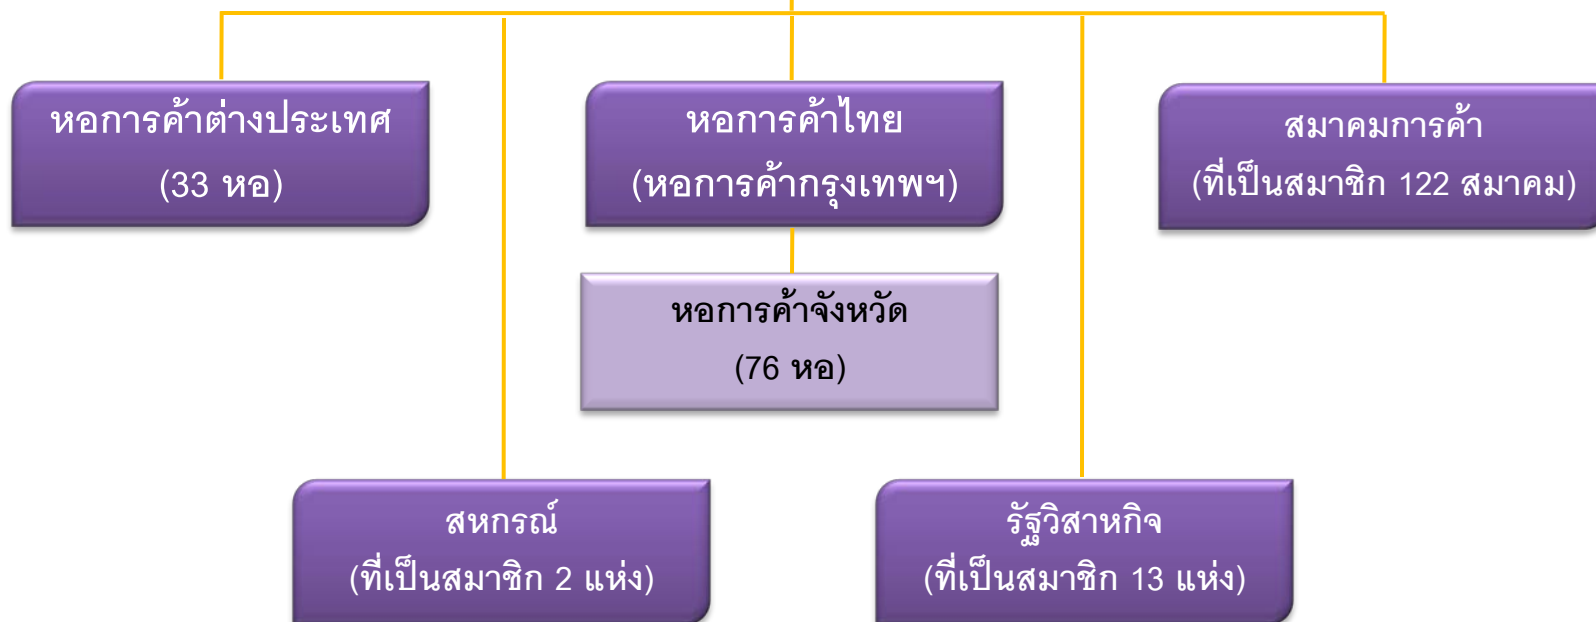 หอการค้าต่างประเทศ
(33 หอ)
หอการค้าไทย
(หอการค้ากรุงเทพฯ)
สมาคมการค้า
(ที่เป็นสมาชิก 122 สมาคม)
หอการค้าจังหวัด
(76 หอ)
สหกรณ์
(ที่เป็นสมาชิก 2 แห่ง)
รัฐวิสาหกิจ
(ที่เป็นสมาชิก 13 แห่ง)